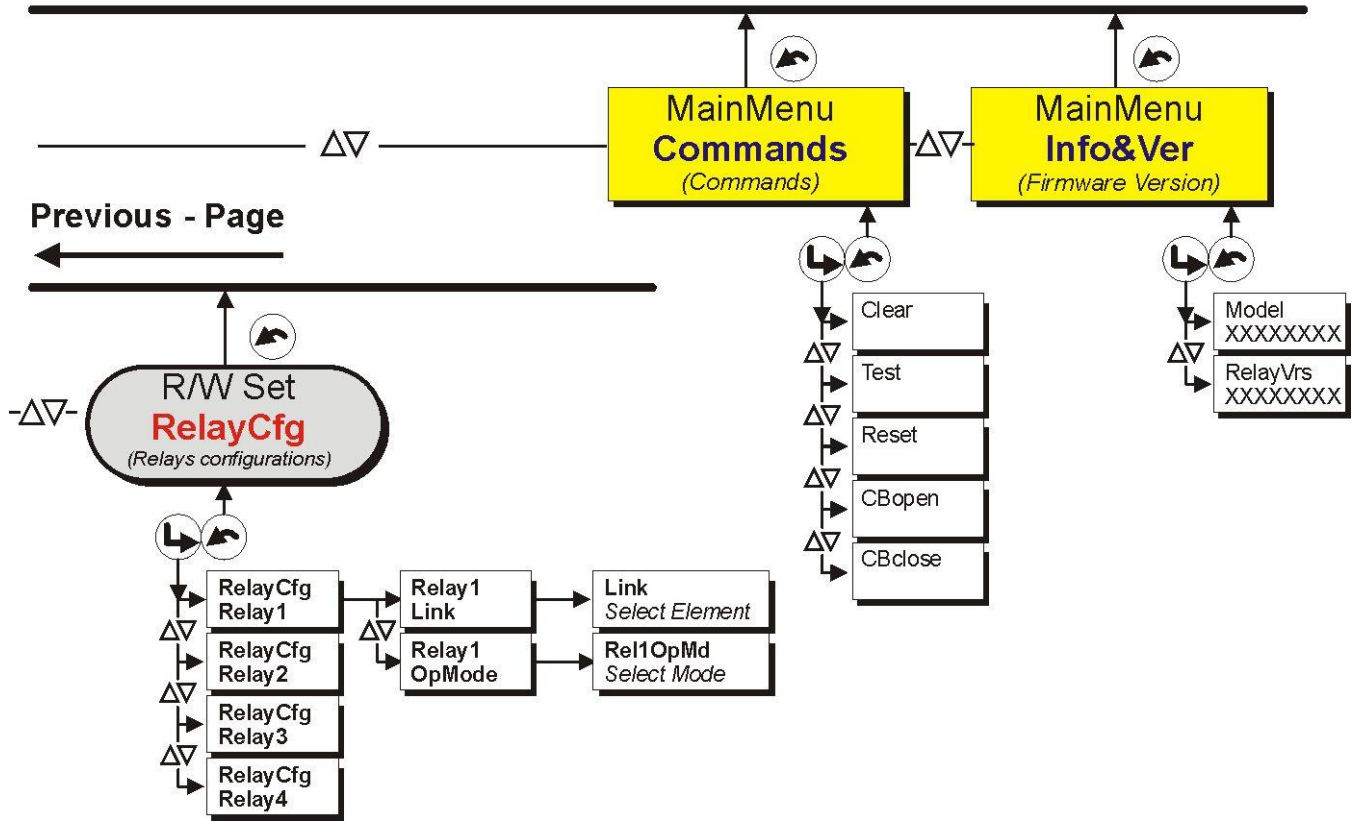 MainMenu
Commands
(Commands)
MainMenu
Info&Ver
(Firmware Version)
Previous - Page
R/W Set
RelayCfg
(Relays configurations)
Clear
Test
Reset
CBopen
CBclose
Model
XXXXXXXX
RelayVrs
XXXXXXXX
RelayCfg
Relay1
RelayCfg
Relay2
RelayCfg
Relay3
RelayCfg
Relay4
Relay1
Link
Relay1
OpMode
Link
Select Element
Rel1OpMd
Select Mode